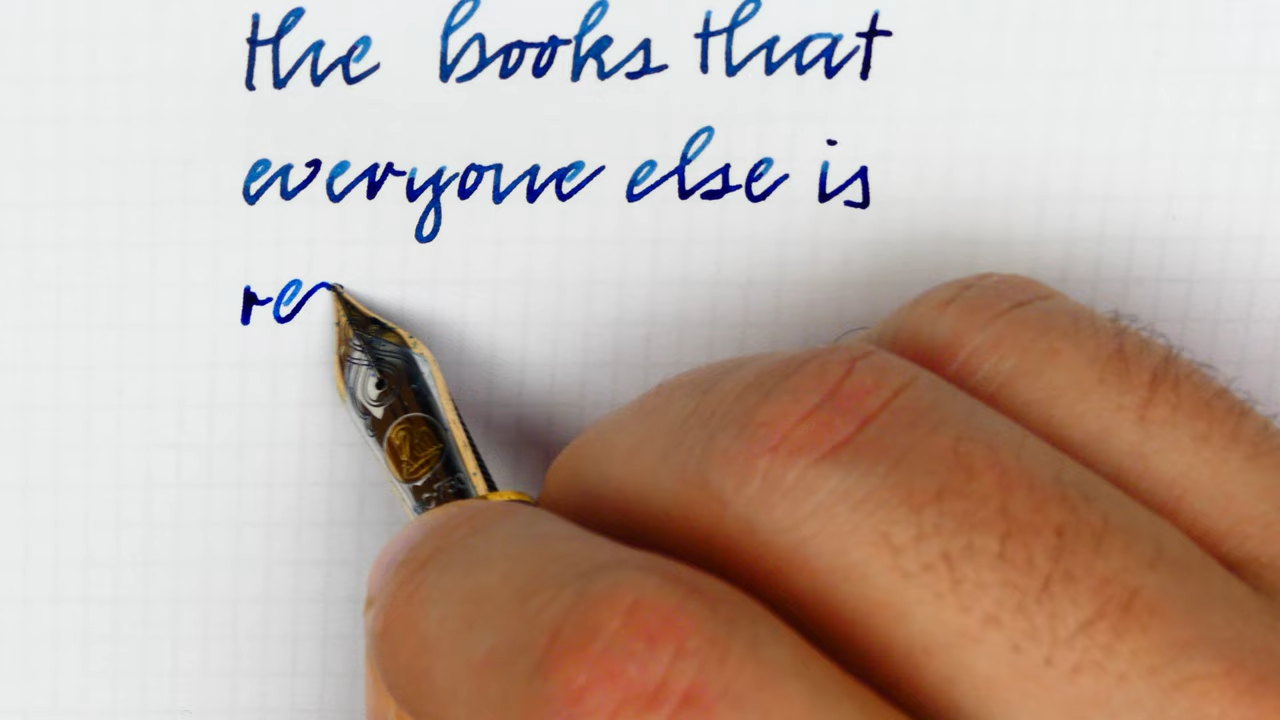 the books that
everyone else is
re